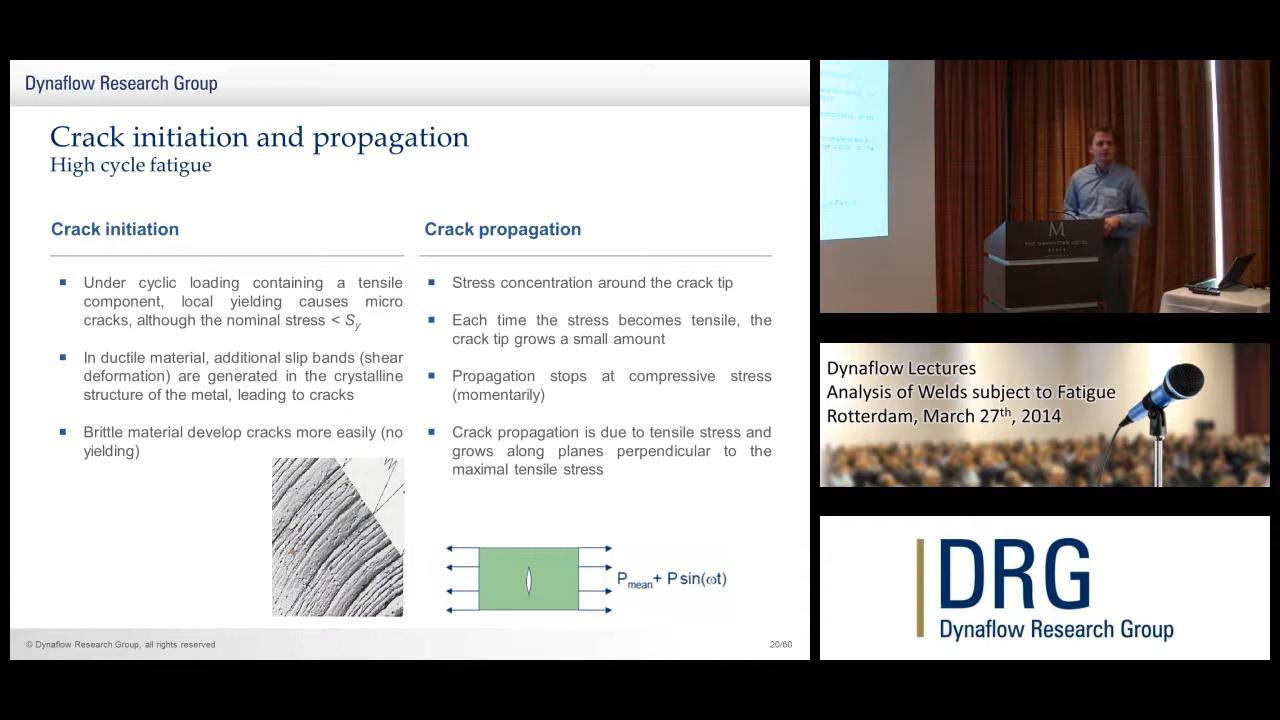 Dynaflow Research Group
Crack initiation and propagation
High cycle fatigue
Crack initiation
Under cyclic loading containing a tensile
component, local yielding causes micro
cracks, although the nominal stress < Sy
In ductile material, additional slip bands (shear
deformation) are generated in the crystalline
structure of the metal, leading to cracks
Brittle material develop cracks more easily (no
yielding)
Crack propagation
Stress concentration around the crack tip
Each time the stress becomes tensile, the
crack tip grows a small amount
Propagation stops at compressive stress
(momentarily)
Crack propagation is due to tensile stress and
grows along planes perpendicular to the
maximal tensile stress
Pmean+ P sin(ωt)
© Dynaflow Research Group, all rights reserved
20/60
M
THE MANHATTAN HOTEL
Dynaflow Lectures
Analysis of Welds subject to Fatigue
Rotterdam, March 27th, 2014
DRG
Dynaflow Research Group